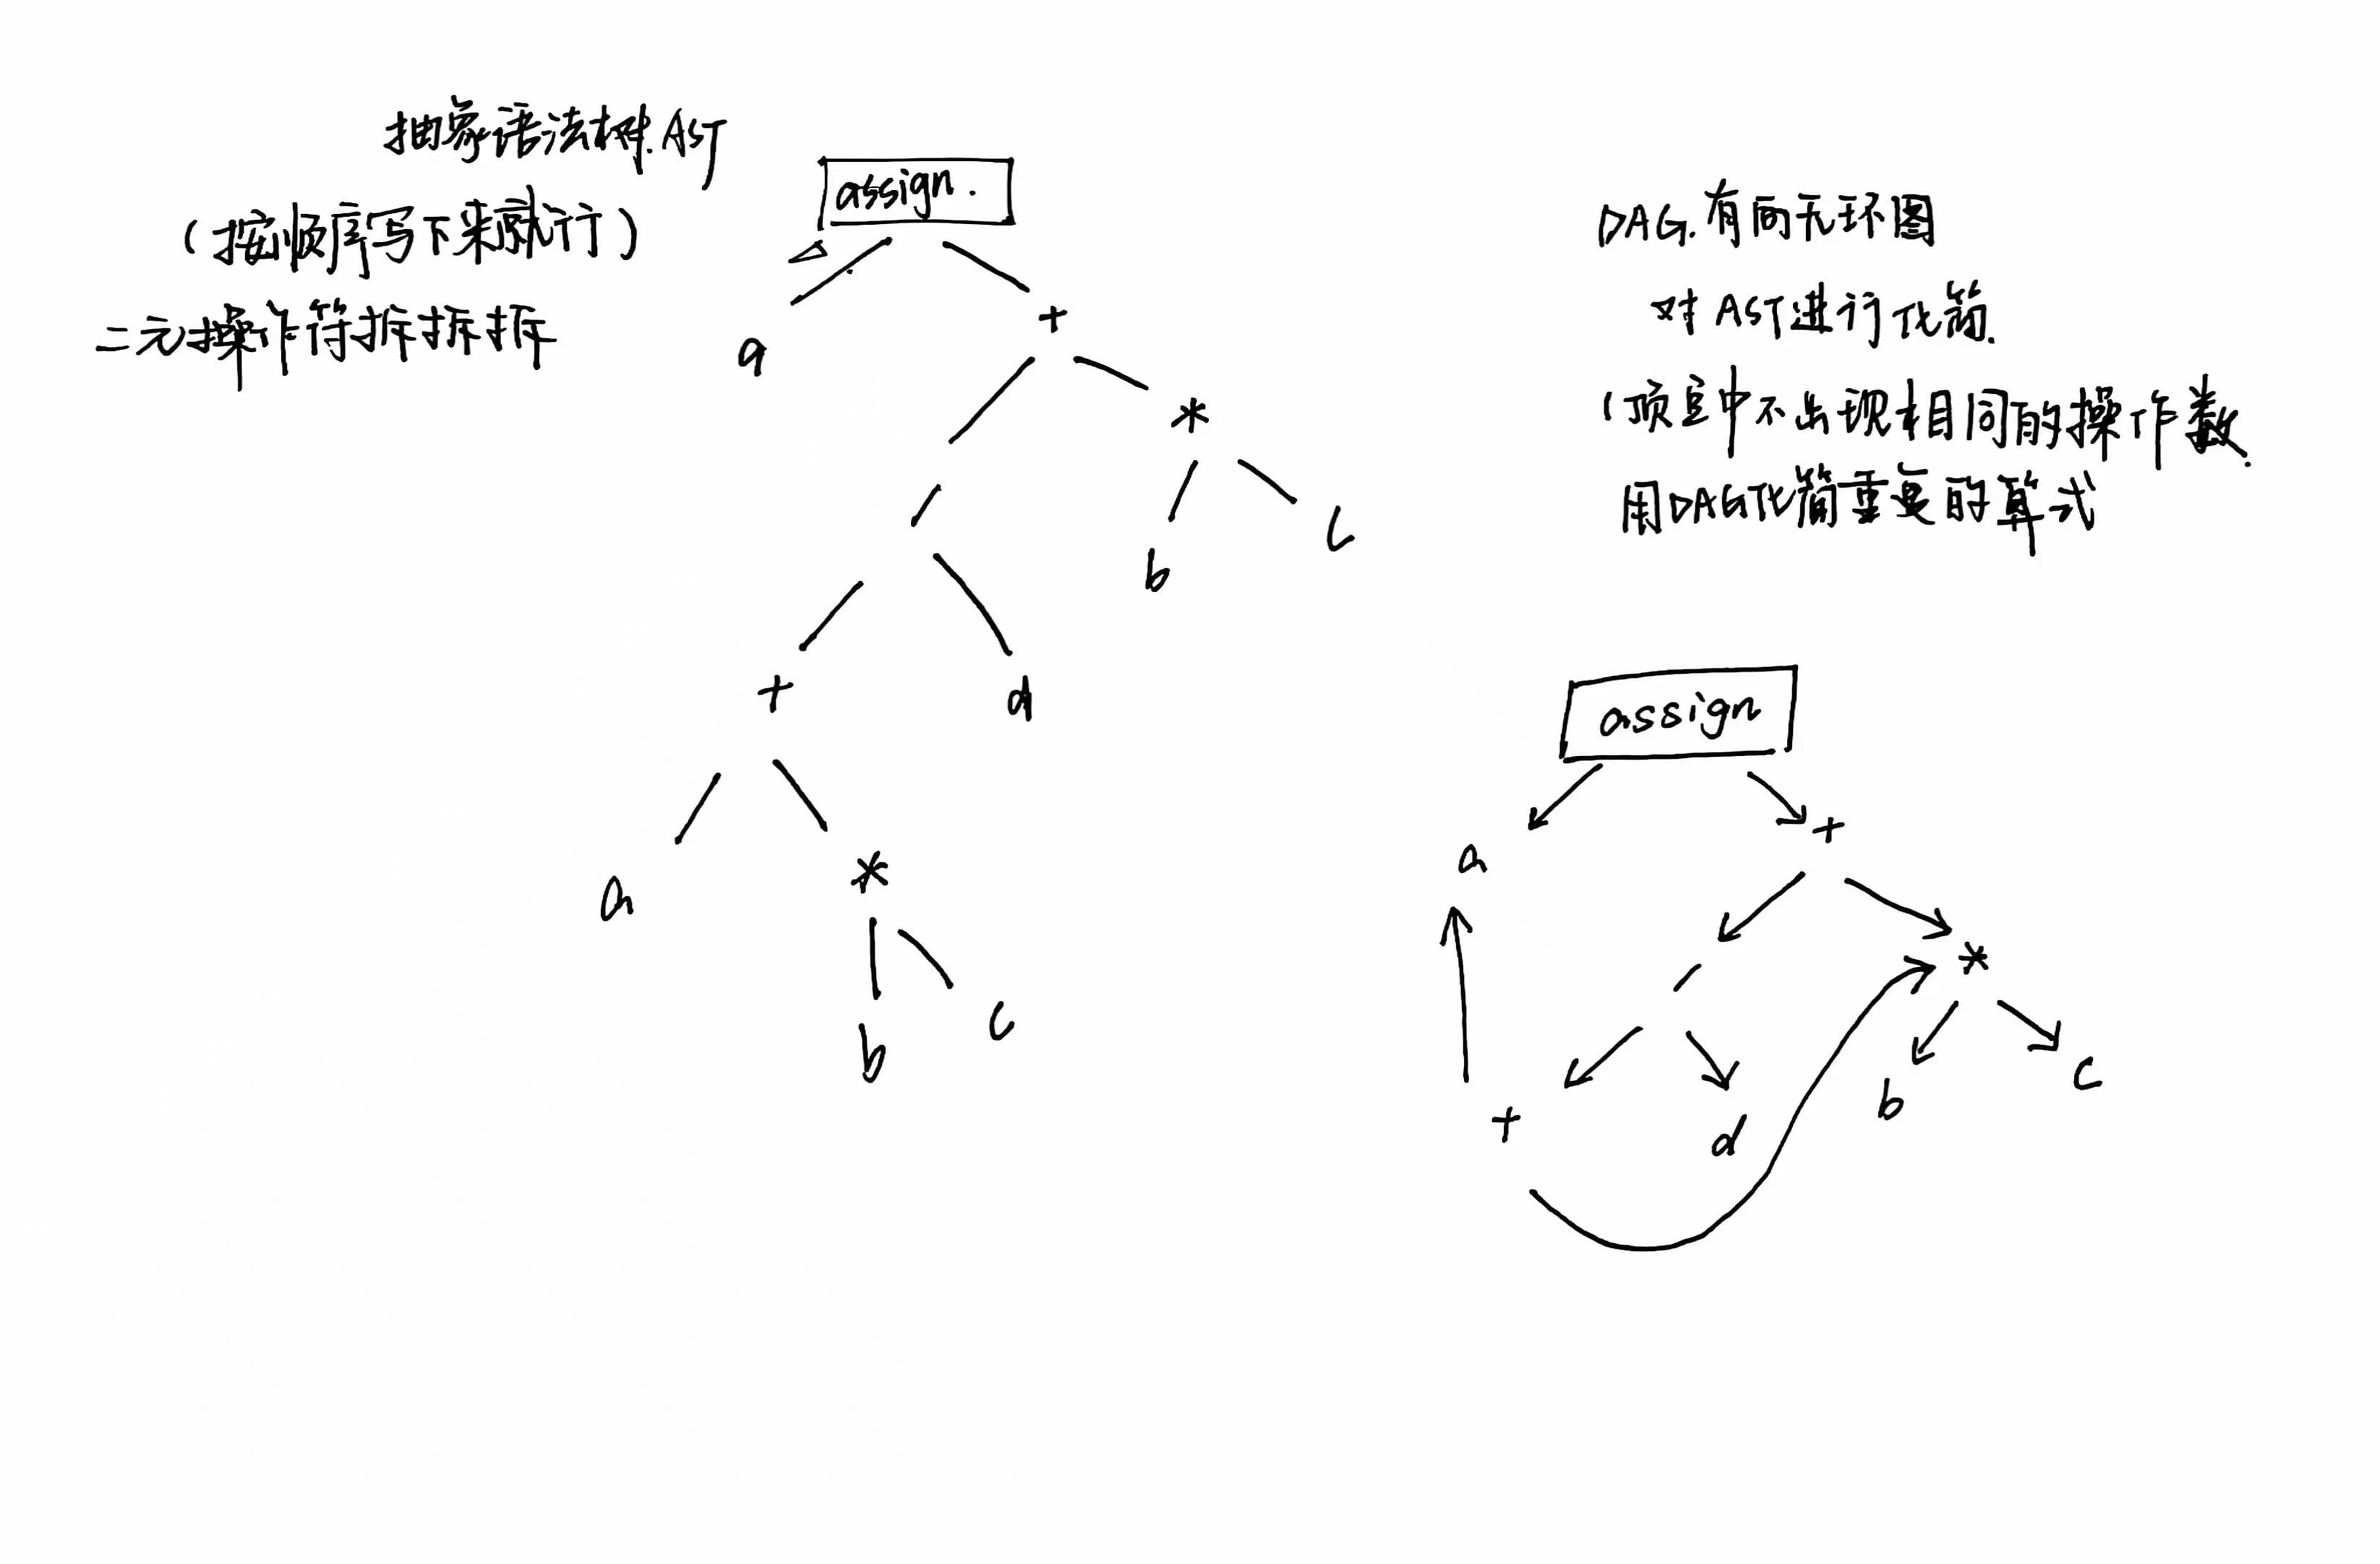 抽象语法树.AST
(按顺序写下来就行)
二元操作符拆拆拆
assign.
a
+
*
/
b
c
+
d
a
*
b
c
DAG.有向无环图
对AST进行化简.
(顶点中不出现相同的操作数.
用DAG化简重复的算式
assign
a
+
*
/
b
c
+
d